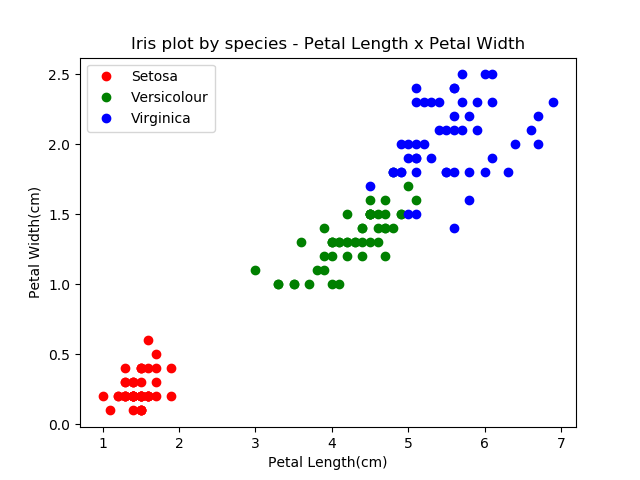 Iris plot by species - Petal Length x Petal Width
Setosa
Versicolour
Virginica
2.5
2.0
1.5
1.0
0.5
0.0
Petal Width(cm)
1 2 3 4 5 6 7
Petal Length(cm)